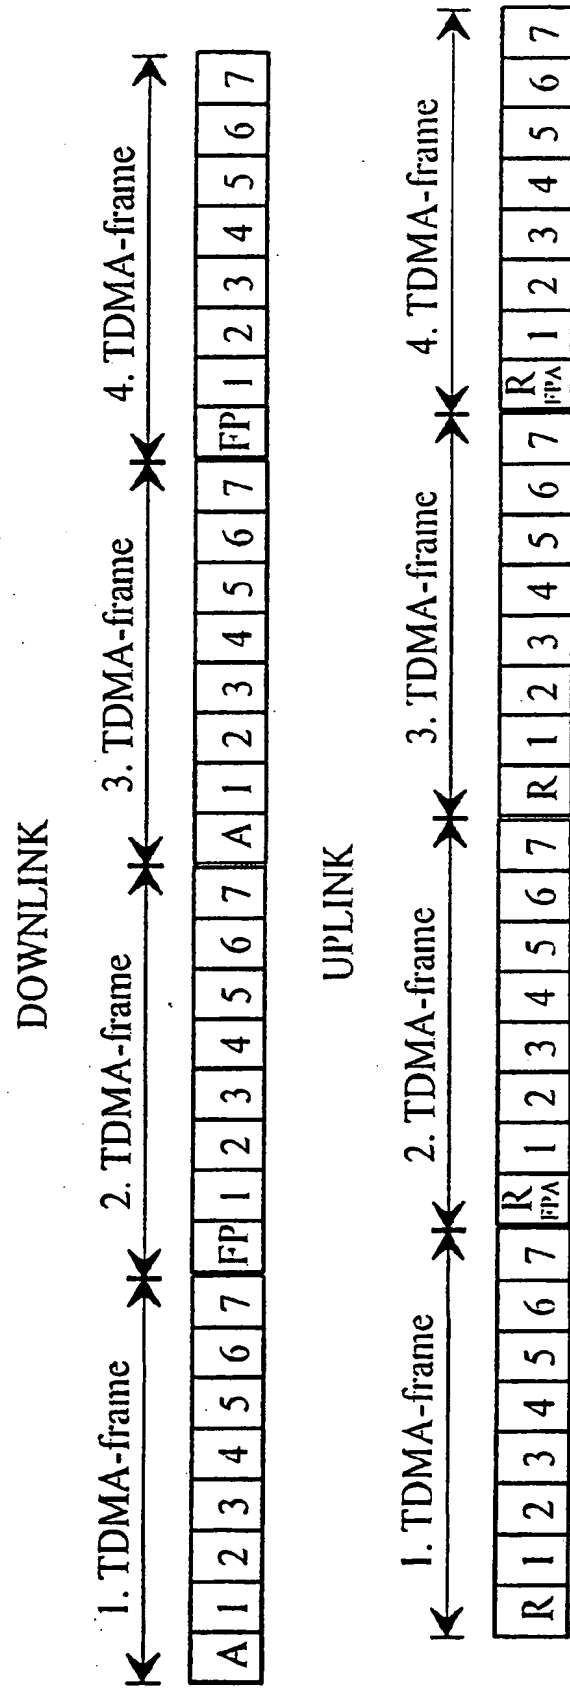 DOWNLINK
1. TDMA-frame 2. TDMA-frame 3. TDMA-frame 4. TDMA-frame
A 1 2 3 4 5 6 7 FP 1 2 3 4 5 6 7 A 1 2 3 4 5 6 7 FP 1 2 3 4 5 6 7
UPLINK
1. TDMA-frame 2. TDMA-frame 3. TDMA-frame 4. TDMA-frame
R 1 2 3 4 5 6 7 R FPA 1 2 3 4 5 6 7 R 1 2 3 4 5 6 7 R FPA 1 2 3 4 5 6 7